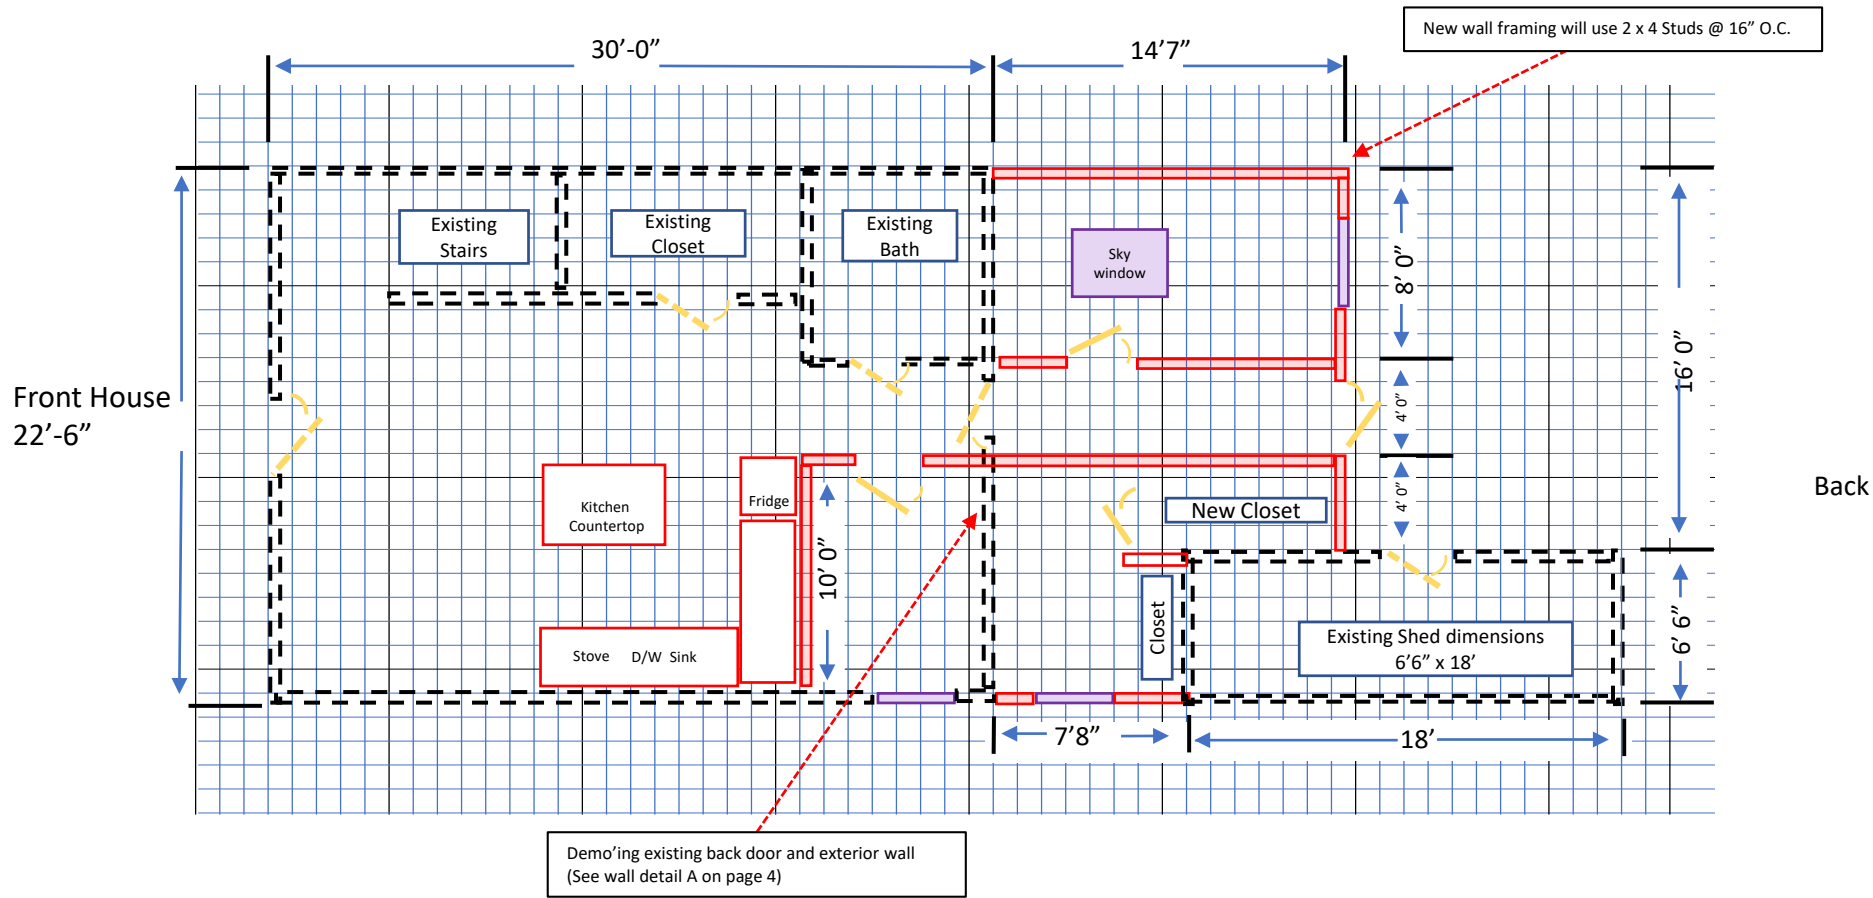 New wall framing will use 2 x 4 Studs @ 16” O.C.
30’-0”
14’7”
Existing
Stairs
Existing
Closet
Existing
Bath
Sky
window
8’ 0”
16’ 0”
4’ 0”
4’ 0”
Front House
22’-6”
Back
Kitchen
Countertop
Fridge
New Closet
10’ 0”
Closet
Stove D/W Sink
Existing Shed dimensions
6’6” x 18’
6’ 6”
7’8”
18’
Demo’ing existing back door and exterior wall
(See wall detail A on page 4)